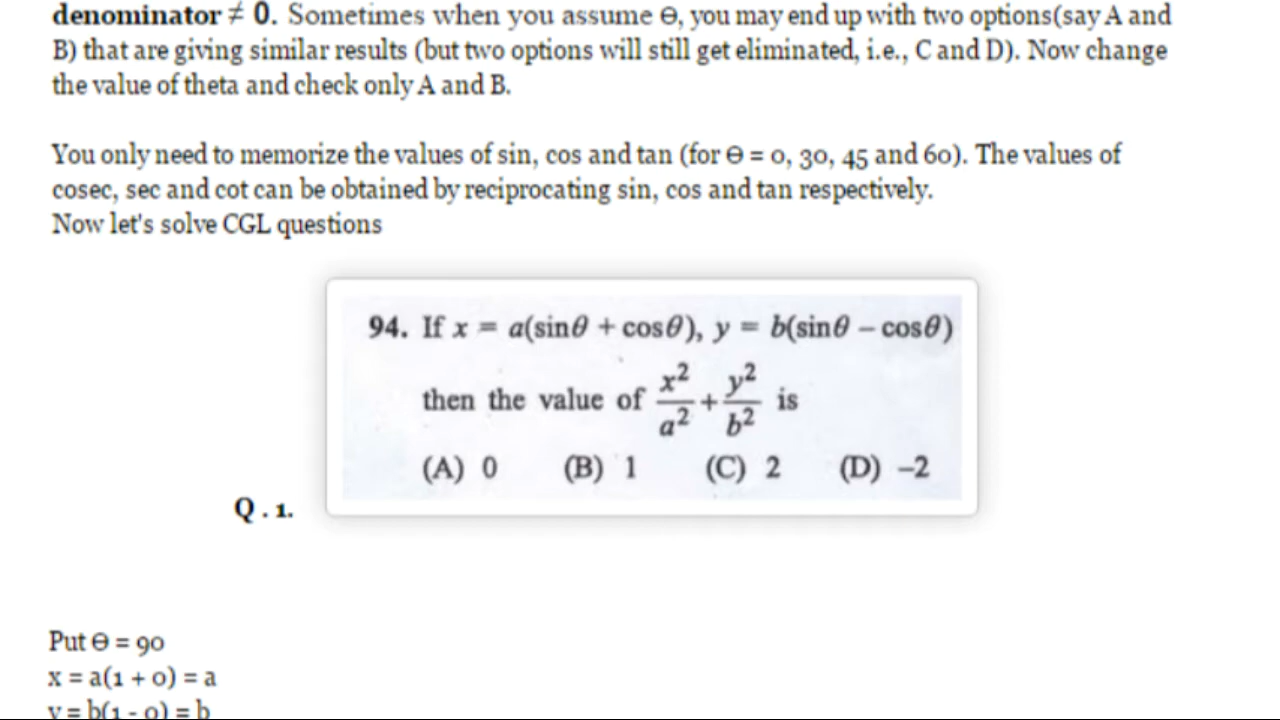 denominator ≠ 0. Sometimes when you assume ө, you may end up with two options(say A and
B) that are giving similar results (but two options will still get eliminated, i.e., C and D). Now change
the value of theta and check only A and B.
You only need to memorize the values of sin, cos and tan (for ө = 0, 30, 45 and 60). The values of
cosec, sec and cot can be obtained by reciprocating sin, cos and tan respectively.
Now let's solve CGL questions
94. If x = a(sinθ + cosθ), y = b(sinθ – cosθ)
then the value of x²/a² + y²/b² is
(A) 0 (B) 1 (C) 2 (D) –2
Q . 1.
Put ө = 90
x = a(1 + 0) = a
y = b(1 - 0) = b